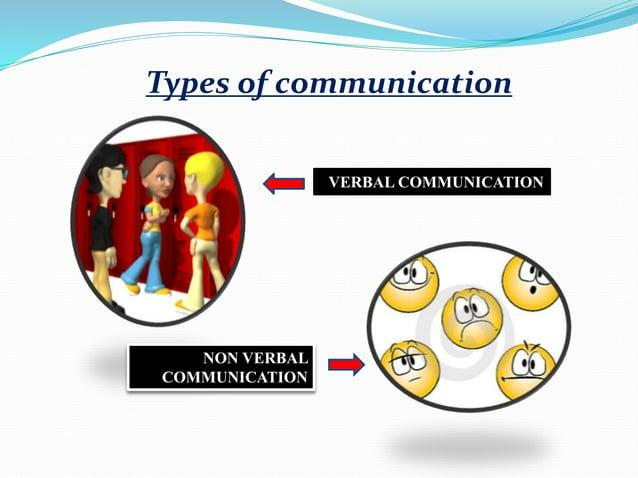 Types of communication
VERBAL COMMUNICATION
NON VERBAL
COMMUNICATION